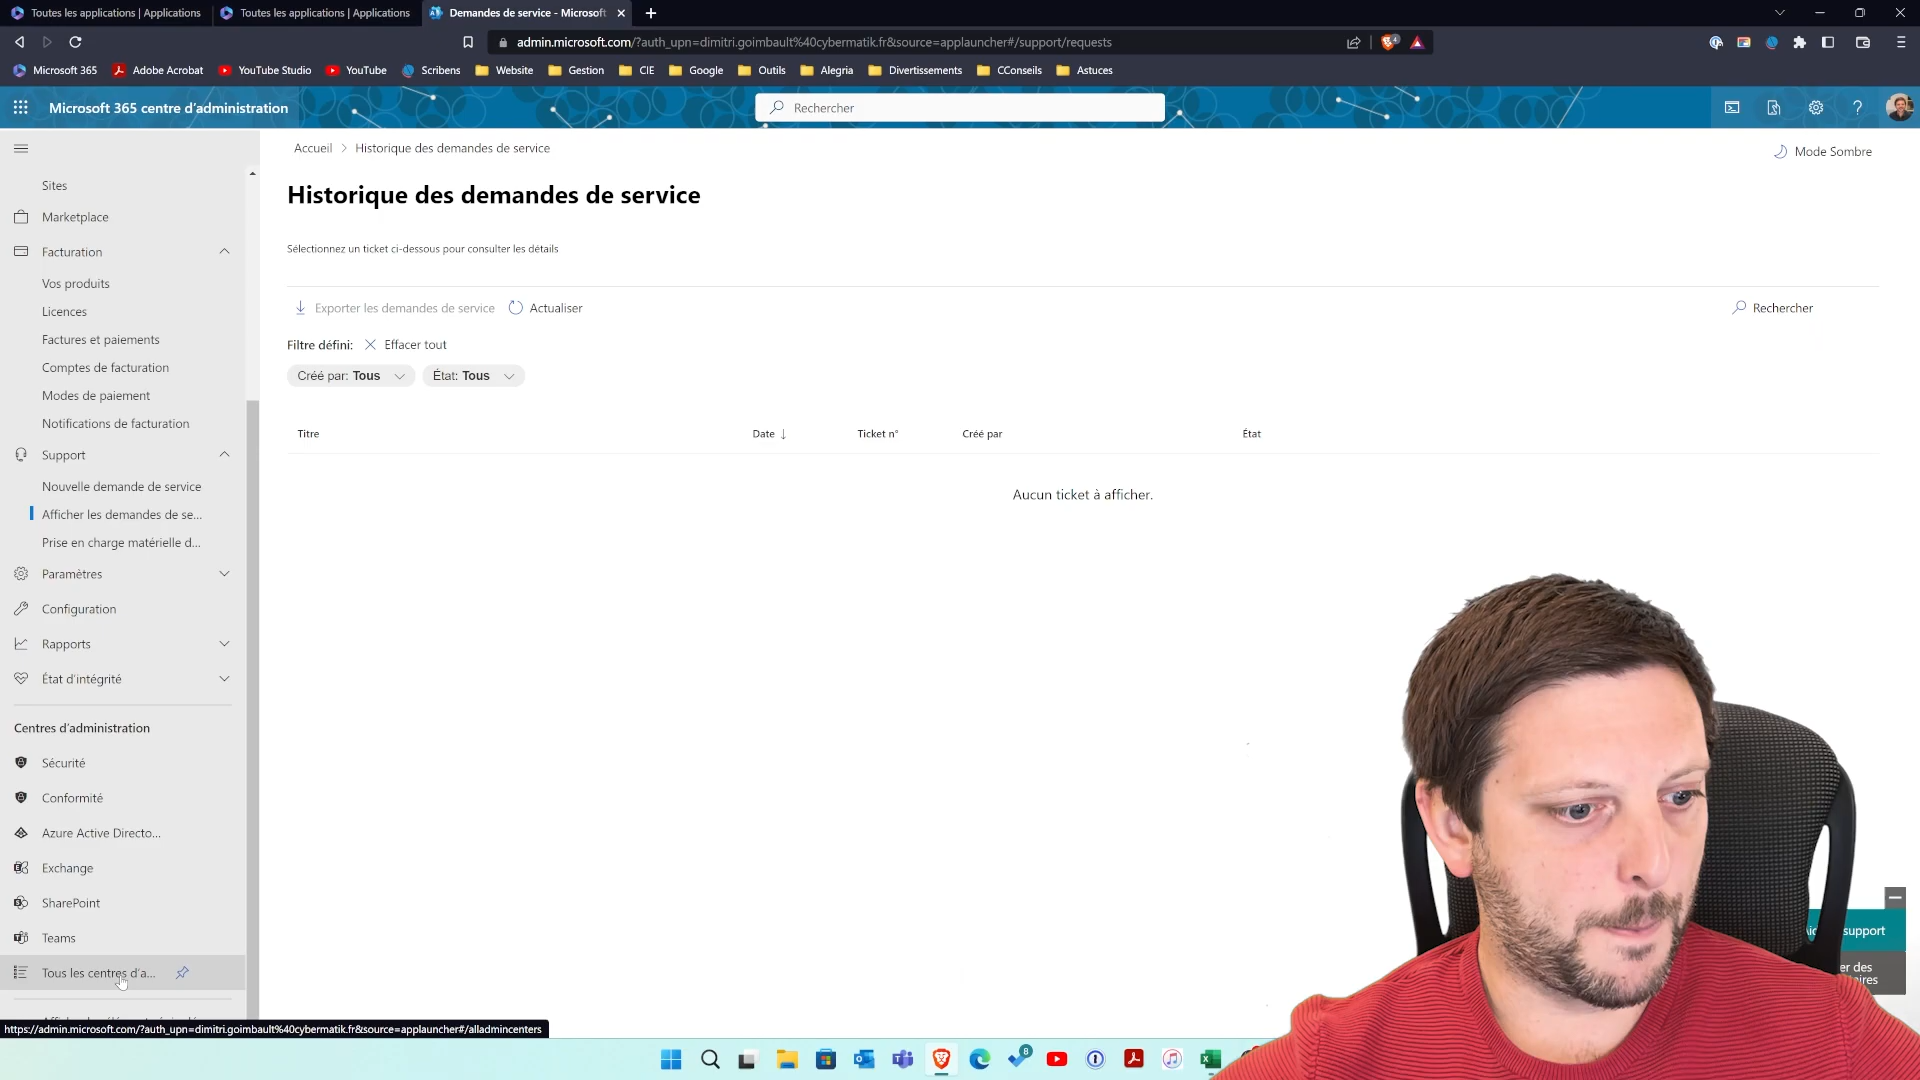 Toutes les applications | Applications
Toutes les applications | Applications
Demandes de service - Microsoft
admin.microsoft.com/?auth_upn=dimitri.goimbault%40cybermatik.fr&source=applauncher#/support/requests
Microsoft 365
Adobe Acrobat
YouTube Studio
YouTube
Scribens
Website
Gestion
CIE
Google
Outils
Alegria
Divertissements
CConseils
Astuces
Microsoft 365 centre d'administration
Rechercher
Accueil > Historique des demandes de service
Mode Sombre
Historique des demandes de service
Sélectionnez un ticket ci-dessous pour consulter les détails
Exporter les demandes de service
Actualiser
Rechercher
Filtre défini:
Effacer tout
Créé par: Tous
État: Tous
Titre
Date ↓
Ticket n°
Créé par
État
Aucun ticket à afficher.
Sites
Marketplace
Facturation
Vos produits
Licences
Factures et paiements
Comptes de facturation
Modes de paiement
Notifications de facturation
Support
Nouvelle demande de service
Afficher les demandes de se...
Prise en charge matérielle d...
Paramètres
Configuration
Rapports
État d'intégrité
Centres d'administration
Sécurité
Conformité
Azure Active Directo...
Exchange
SharePoint
Teams
Tous les centres d'a...
support
https://admin.microsoft.com/?auth_upn=dimitri.goimbault%40cybermatik.fr&source=applauncher#/alladmincenters
8